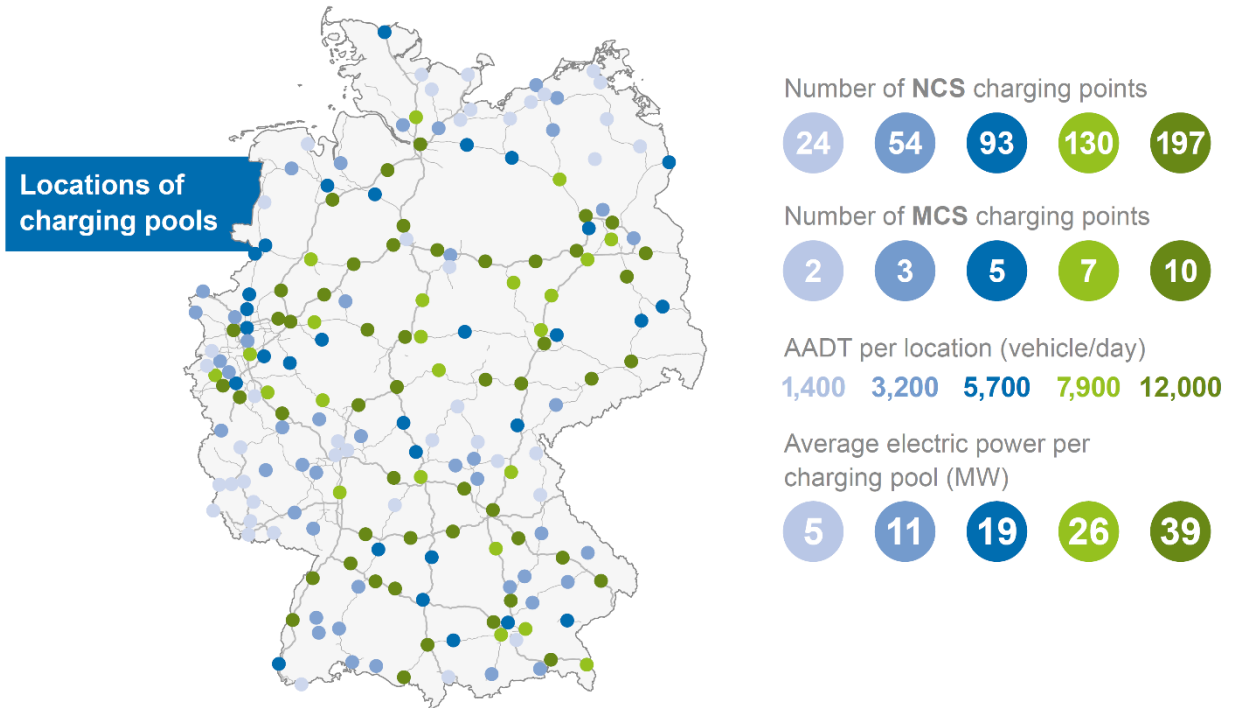 Locations of
charging pools
Number of NCS charging points
24 54 93 130 197
Number of MCS charging points
2 3 5 7 10
AADT per location (vehicle/day)
1,400 3,200 5,700 7,900 12,000
Average electric power per
charging pool (MW)
5 11 19 26 39